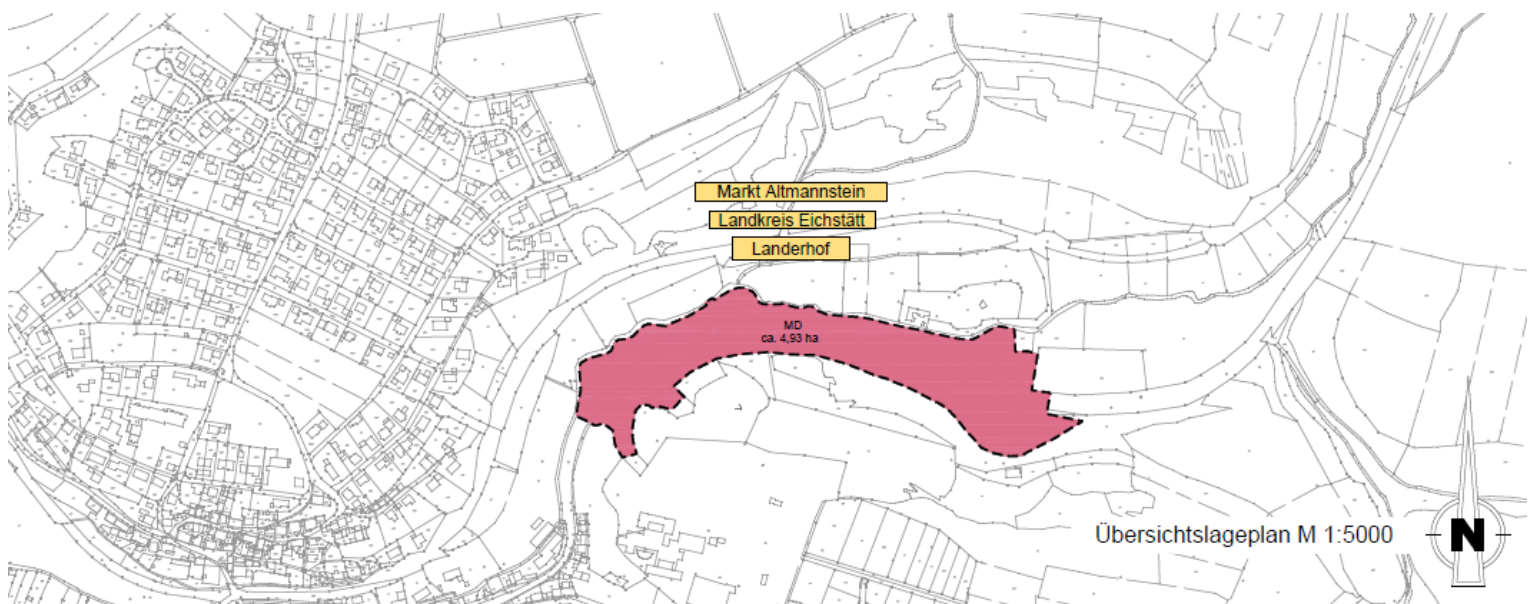 Markt Altmannstein
Landkreis Eichstätt
Landerhof
MD
ca. 4,93 ha
Übersichtslageplan M 1:5000
N